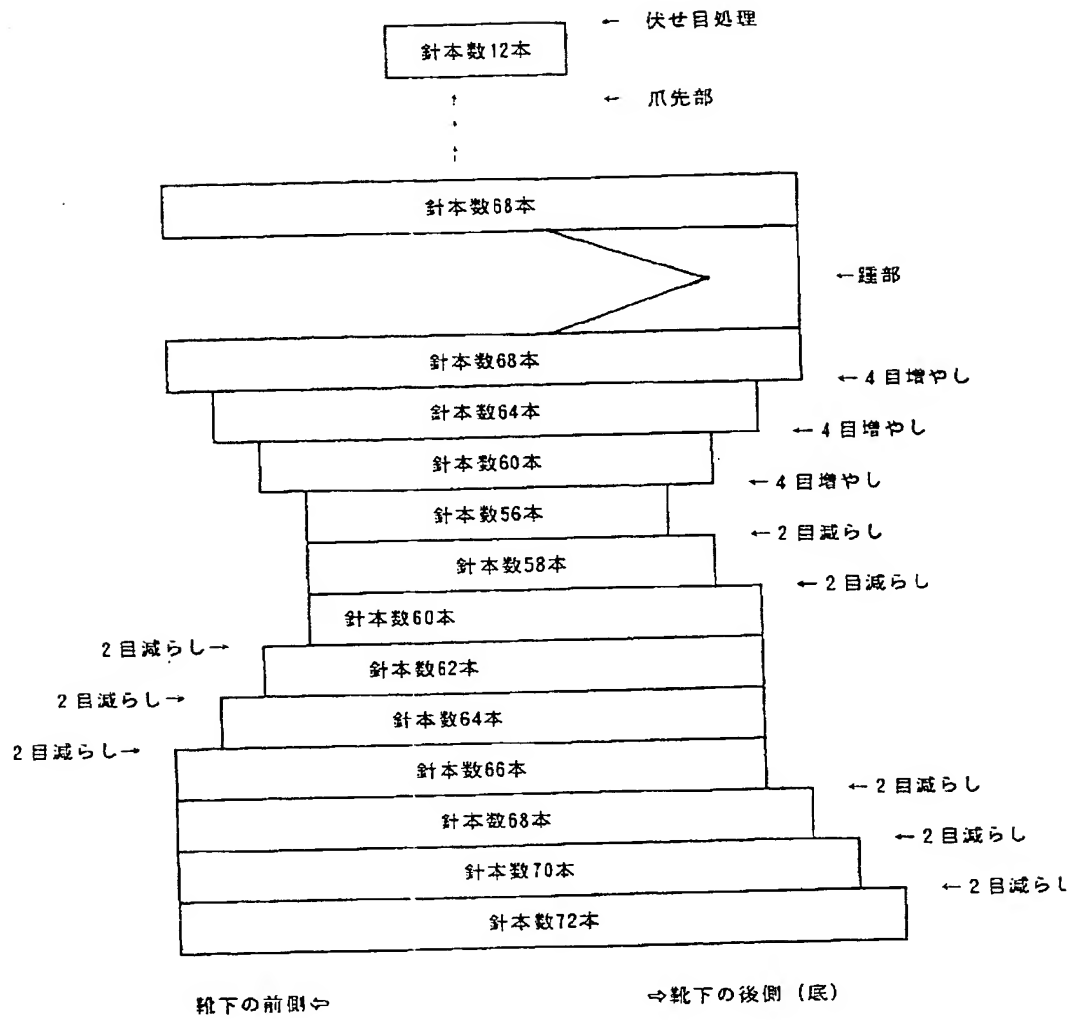 ← 伏せ目処理
針本数12本
← 爪先部
針本数68本
←踵部
針本数68本
←4目増やし
針本数64本
←4目増やし
針本数60本
←4目増やし
針本数56本
←2目減らし
針本数58本
←2目減らし
針本数60本
2目減らし→
針本数62本
2目減らし→
針本数64本
2目減らし→
針本数66本
←2目減らし
針本数68本
←2目減らし
針本数70本
←2目減らし
針本数72本
靴下の前側⇦ ⇨靴下の後側(底)